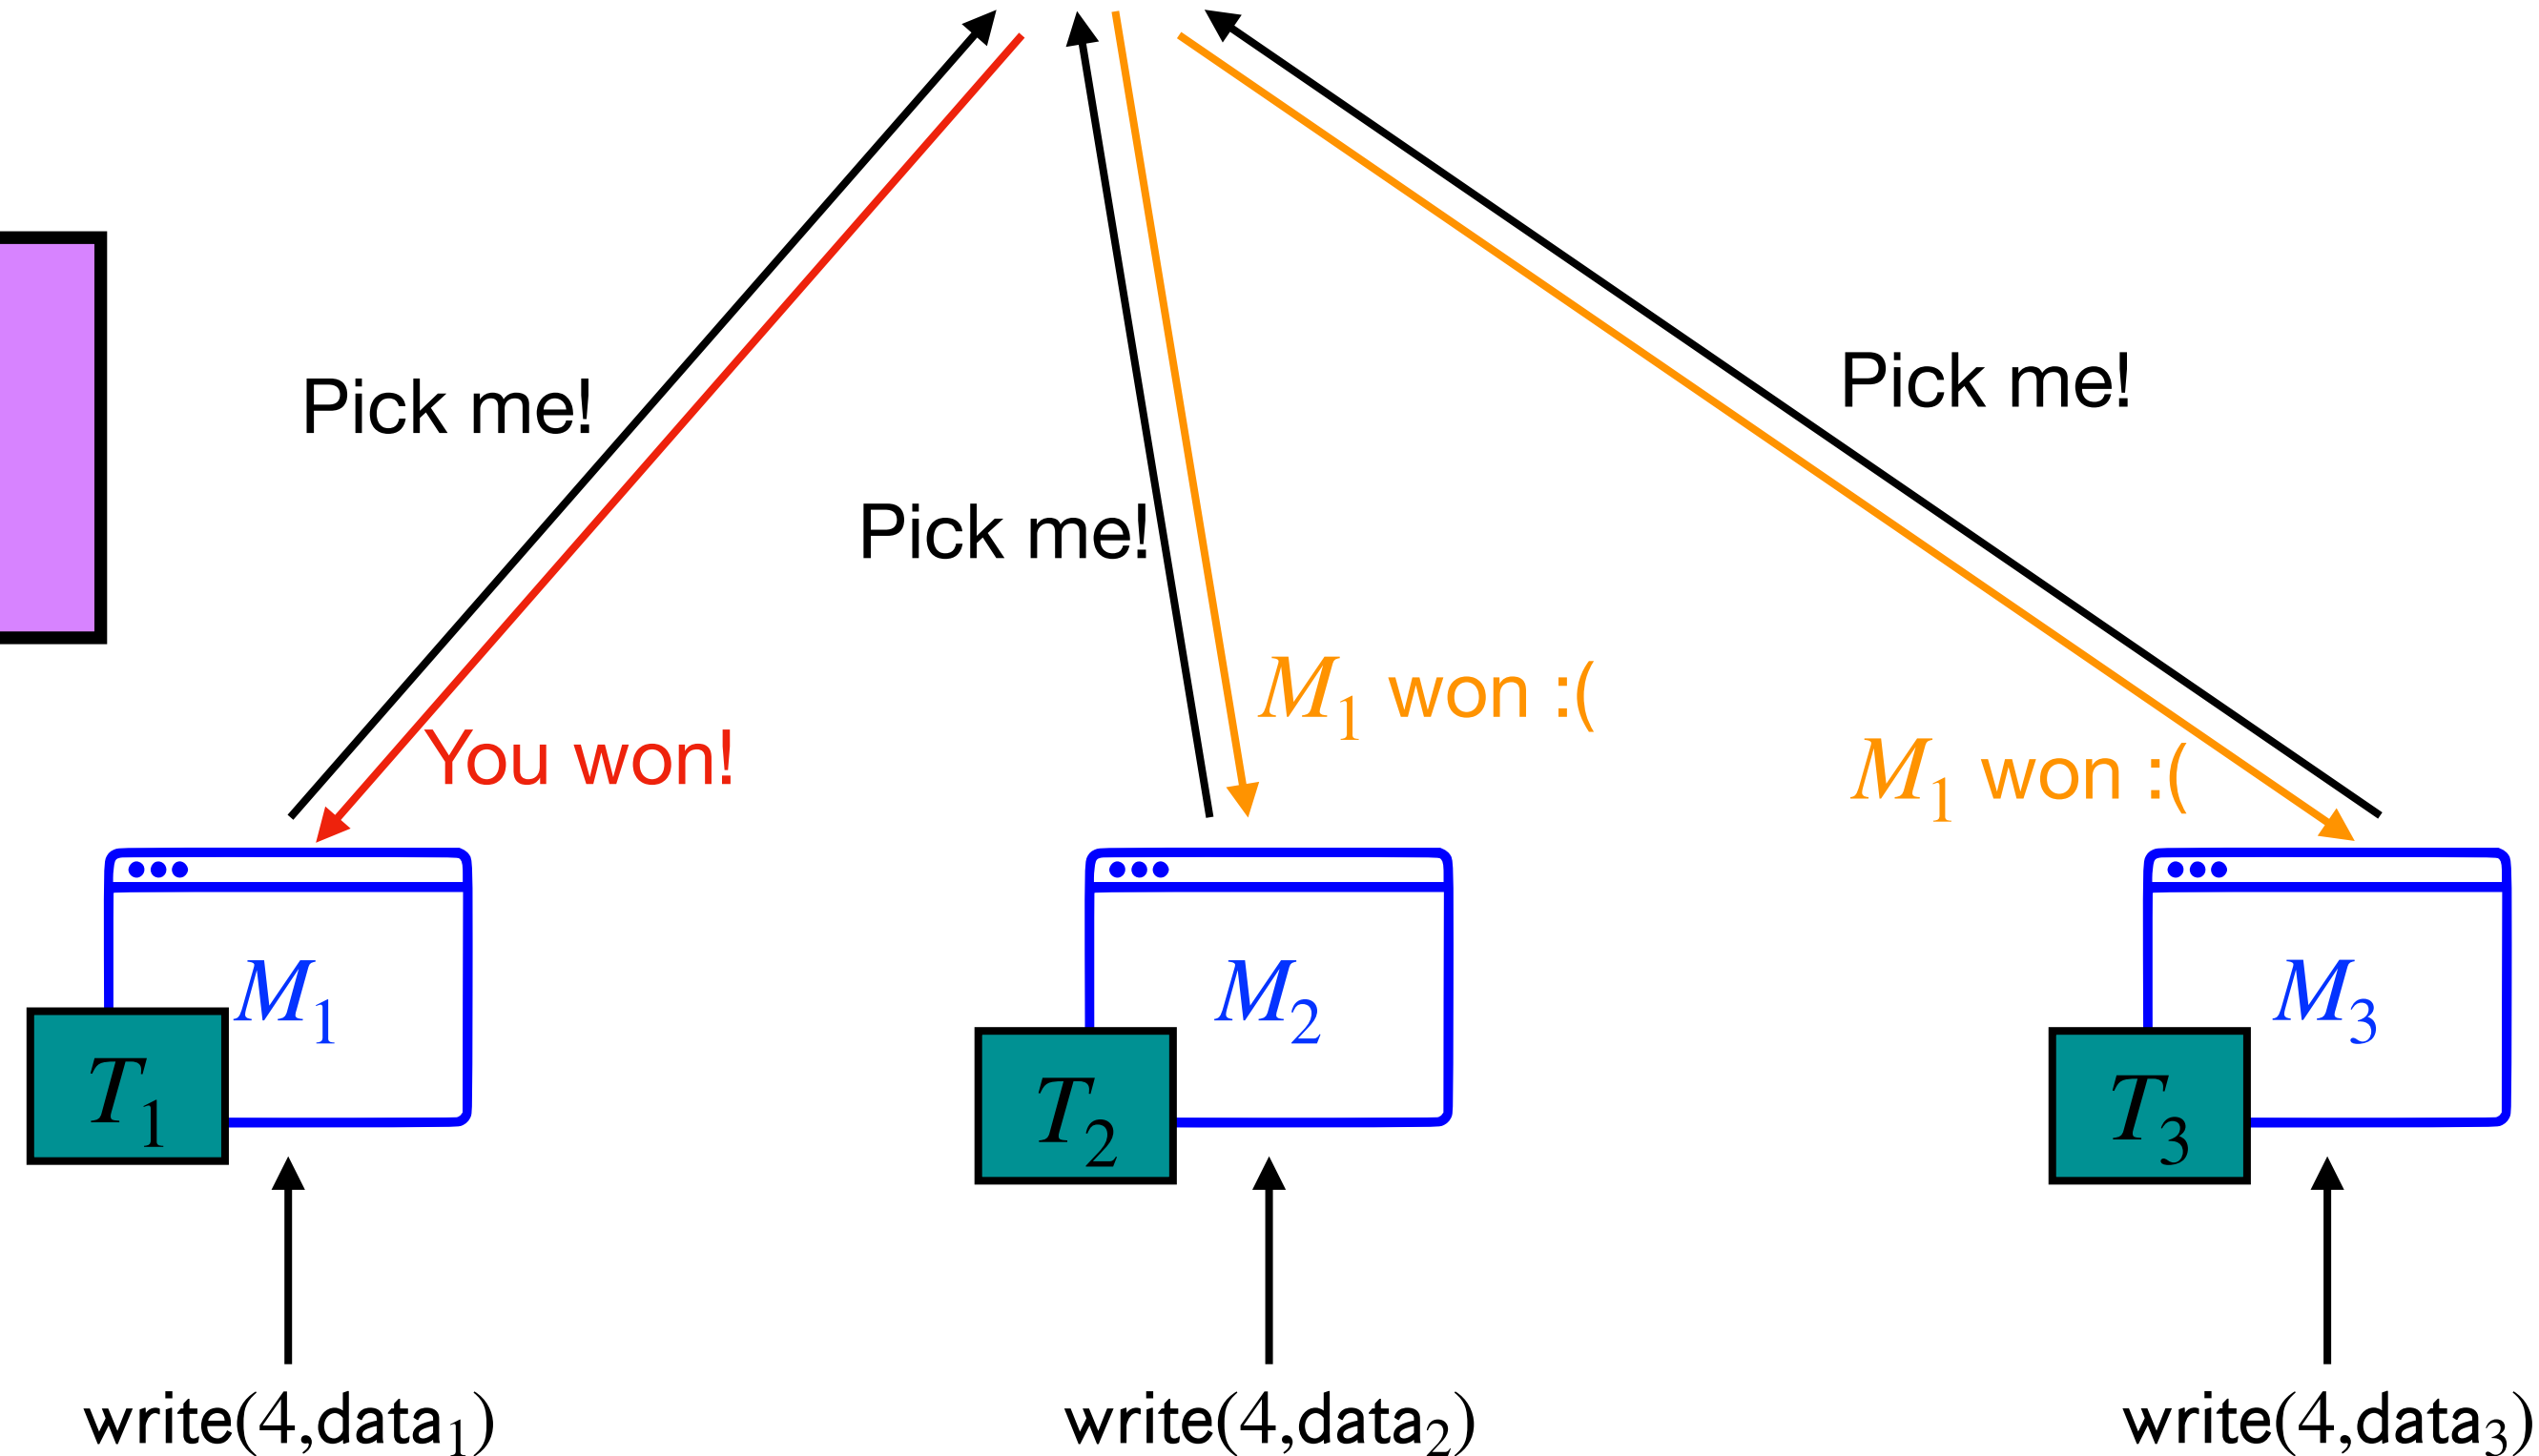 Pick me!
Pick me!
Pick me!
M₁ won :(
You won!
M₁ won :(
M₁
M₂
M₃
T₁
T₂
T₃
write(4,data₁)
write(4,data₂)
write(4,data₃)